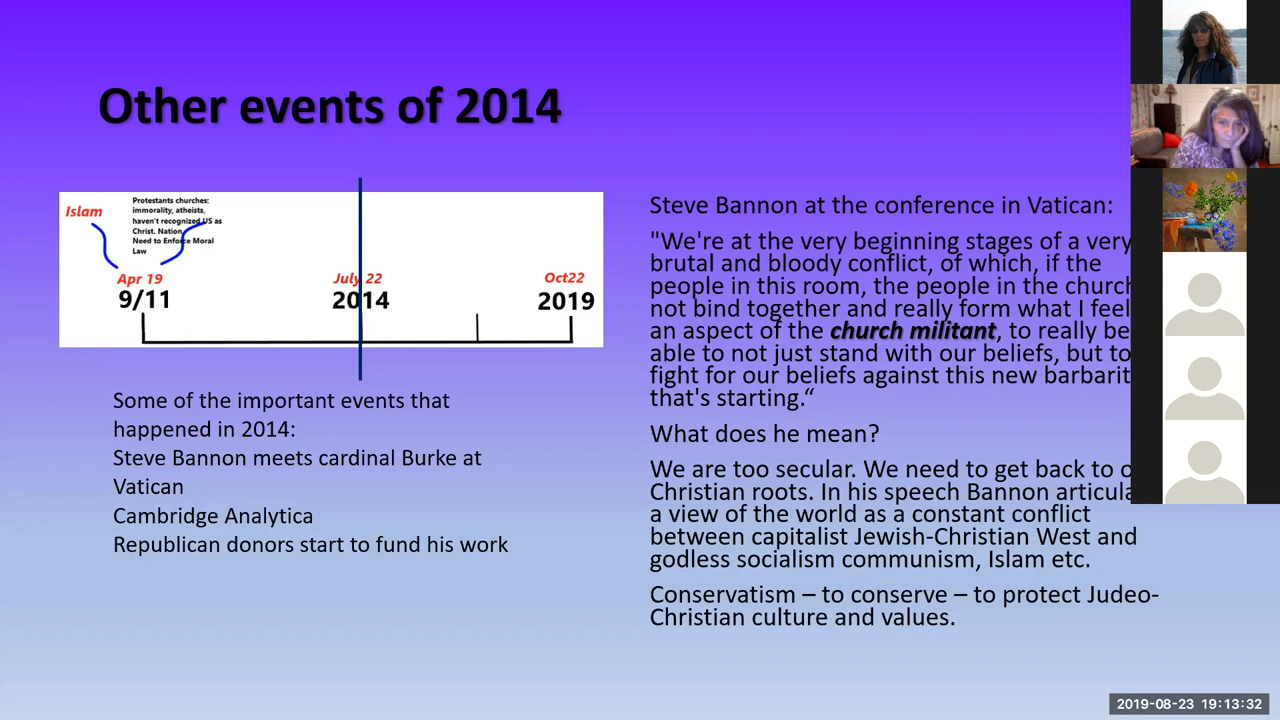 Other events of 2014
Islam
Protestants churches:
immorality, atheists,
haven't recognized US as
Christ. Nation
Need to Enforce Moral
Law
Apr 19
9/11
July 22
2014
Oct22
2019
Some of the important events that
happened in 2014:
Steve Bannon meets cardinal Burke at
Vatican
Cambridge Analytica
Republican donors start to fund his work
Steve Bannon at the conference in Vatican:
"We're at the very beginning stages of a very
brutal and bloody conflict, of which, if the
people in this room, the people in the church
not bind together and really form what I feel
an aspect of the church militant, to really be
able to not just stand with our beliefs, but to
fight for our beliefs against this new
that's starting.“
What does he mean?
We are too secular. We need to get back to
Christian roots. In his speech Bannon
a view of the world as a constant conflict
between capitalist Jewish-Christian West and
godless socialism communism, Islam etc.
Conservatism – to conserve – to protect Judeo-
Christian culture and values.
2019-08-23 19:13:32